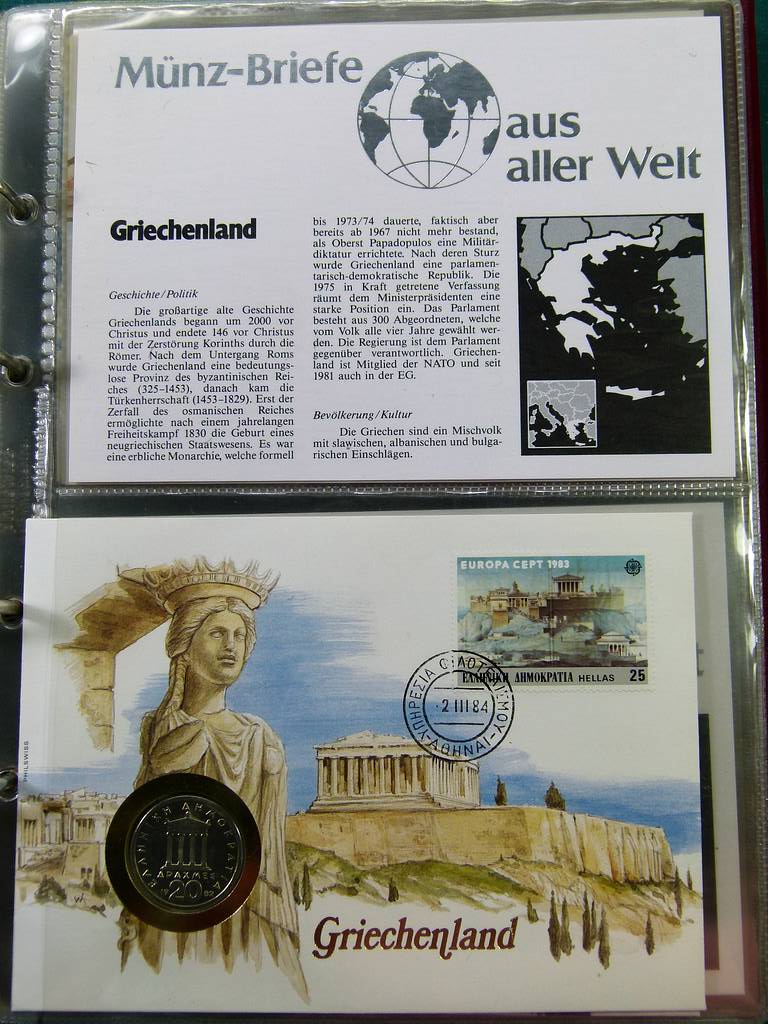 Münz-Briefe
aus
aller Welt
Griechenland
Geschichte/Politik
Die großartige alte Geschichte
Griechenlands begann um 2000 vor
Christus und endete 146 vor Christus
mit der Zerstörung Korinths durch die
Römer. Nach dem Untergang Roms
wurde Griechenland eine bedeutungs-
lose Provinz des byzantinischen Rei-
ches (325–1453), danach kam die
Türkenherrschaft (1453–1829). Erst der
Zerfall des osmanischen Reiches
ermöglichte nach einem jahrelangen
Freiheitskampf 1830 die Geburt eines
neugriechischen Staatswesens. Es war
eine erbliche Monarchie, welche formell
bis 1973/74 dauerte, faktisch aber
bereits ab 1967 nicht mehr bestand,
als Oberst Papadopulos eine Militär-
diktatur errichtete. Nach deren Sturz
wurde Griechenland eine parlamen-
tarisch-demokratische Republik. Die
1975 in Kraft getretene Verfassung
räumt dem Ministerpräsidenten eine
starke Position ein. Das Parlament
besteht aus 300 Abgeordneten, welche
vom Volk alle vier Jahre gewählt wer-
den. Die Regierung ist dem Parlament
gegenüber verantwortlich. Griechen-
land ist Mitglied der NATO und seit
1981 auch in der EG.
Bevölkerung/Kultur
Die Griechen sind ein Mischvolk
mit slawischen, albanischen und bulga-
rischen Einschlägen.
EUROPA CEPT 1983
ΕΛΛΗΝΙΚΗ ΔΗΜΟΚΡΑΤΙΑ HELLAS 25
ΥΠΗΡΕΣΙΑ ΦΙΛΟΤΕΛΙΣΜΟΥ
·2 III 84
-ΑΘΗΝΑΙ-
PHILSWISS
ΕΛΛΗΝΙΚΗ ΔΗΜΟΚΡΑΤΙΑ
ΔΡΑΧΜΕΣ
19 20 82
Griechenland